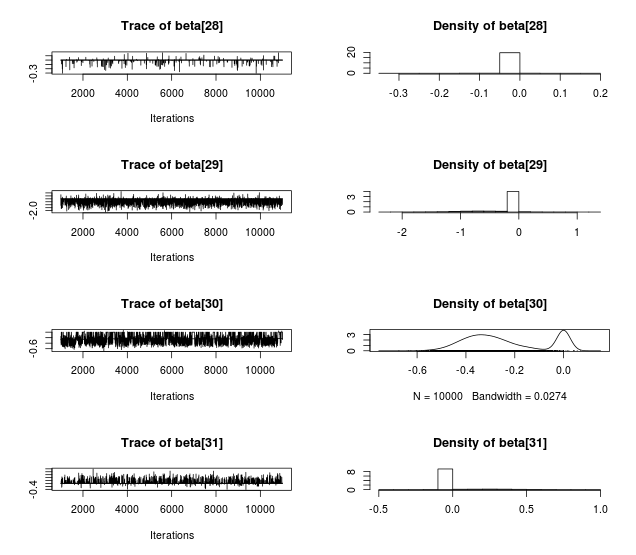 Trace of beta[28]
Density of beta[28]
-0.3
2000 4000 6000 8000 10000
Iterations
0 20
-0.3 -0.2 -0.1 0.0 0.1 0.2
Trace of beta[29]
Density of beta[29]
-2.0
2000 4000 6000 8000 10000
Iterations
0 3
-2 -1 0 1
Trace of beta[30]
Density of beta[30]
-0.6
2000 4000 6000 8000 10000
Iterations
0 3
-0.6 -0.4 -0.2 0.0
N = 10000 Bandwidth = 0.0274
Trace of beta[31]
Density of beta[31]
-0.4
2000 4000 6000 8000 10000
Iterations
0 8
-0.5 0.0 0.5 1.0